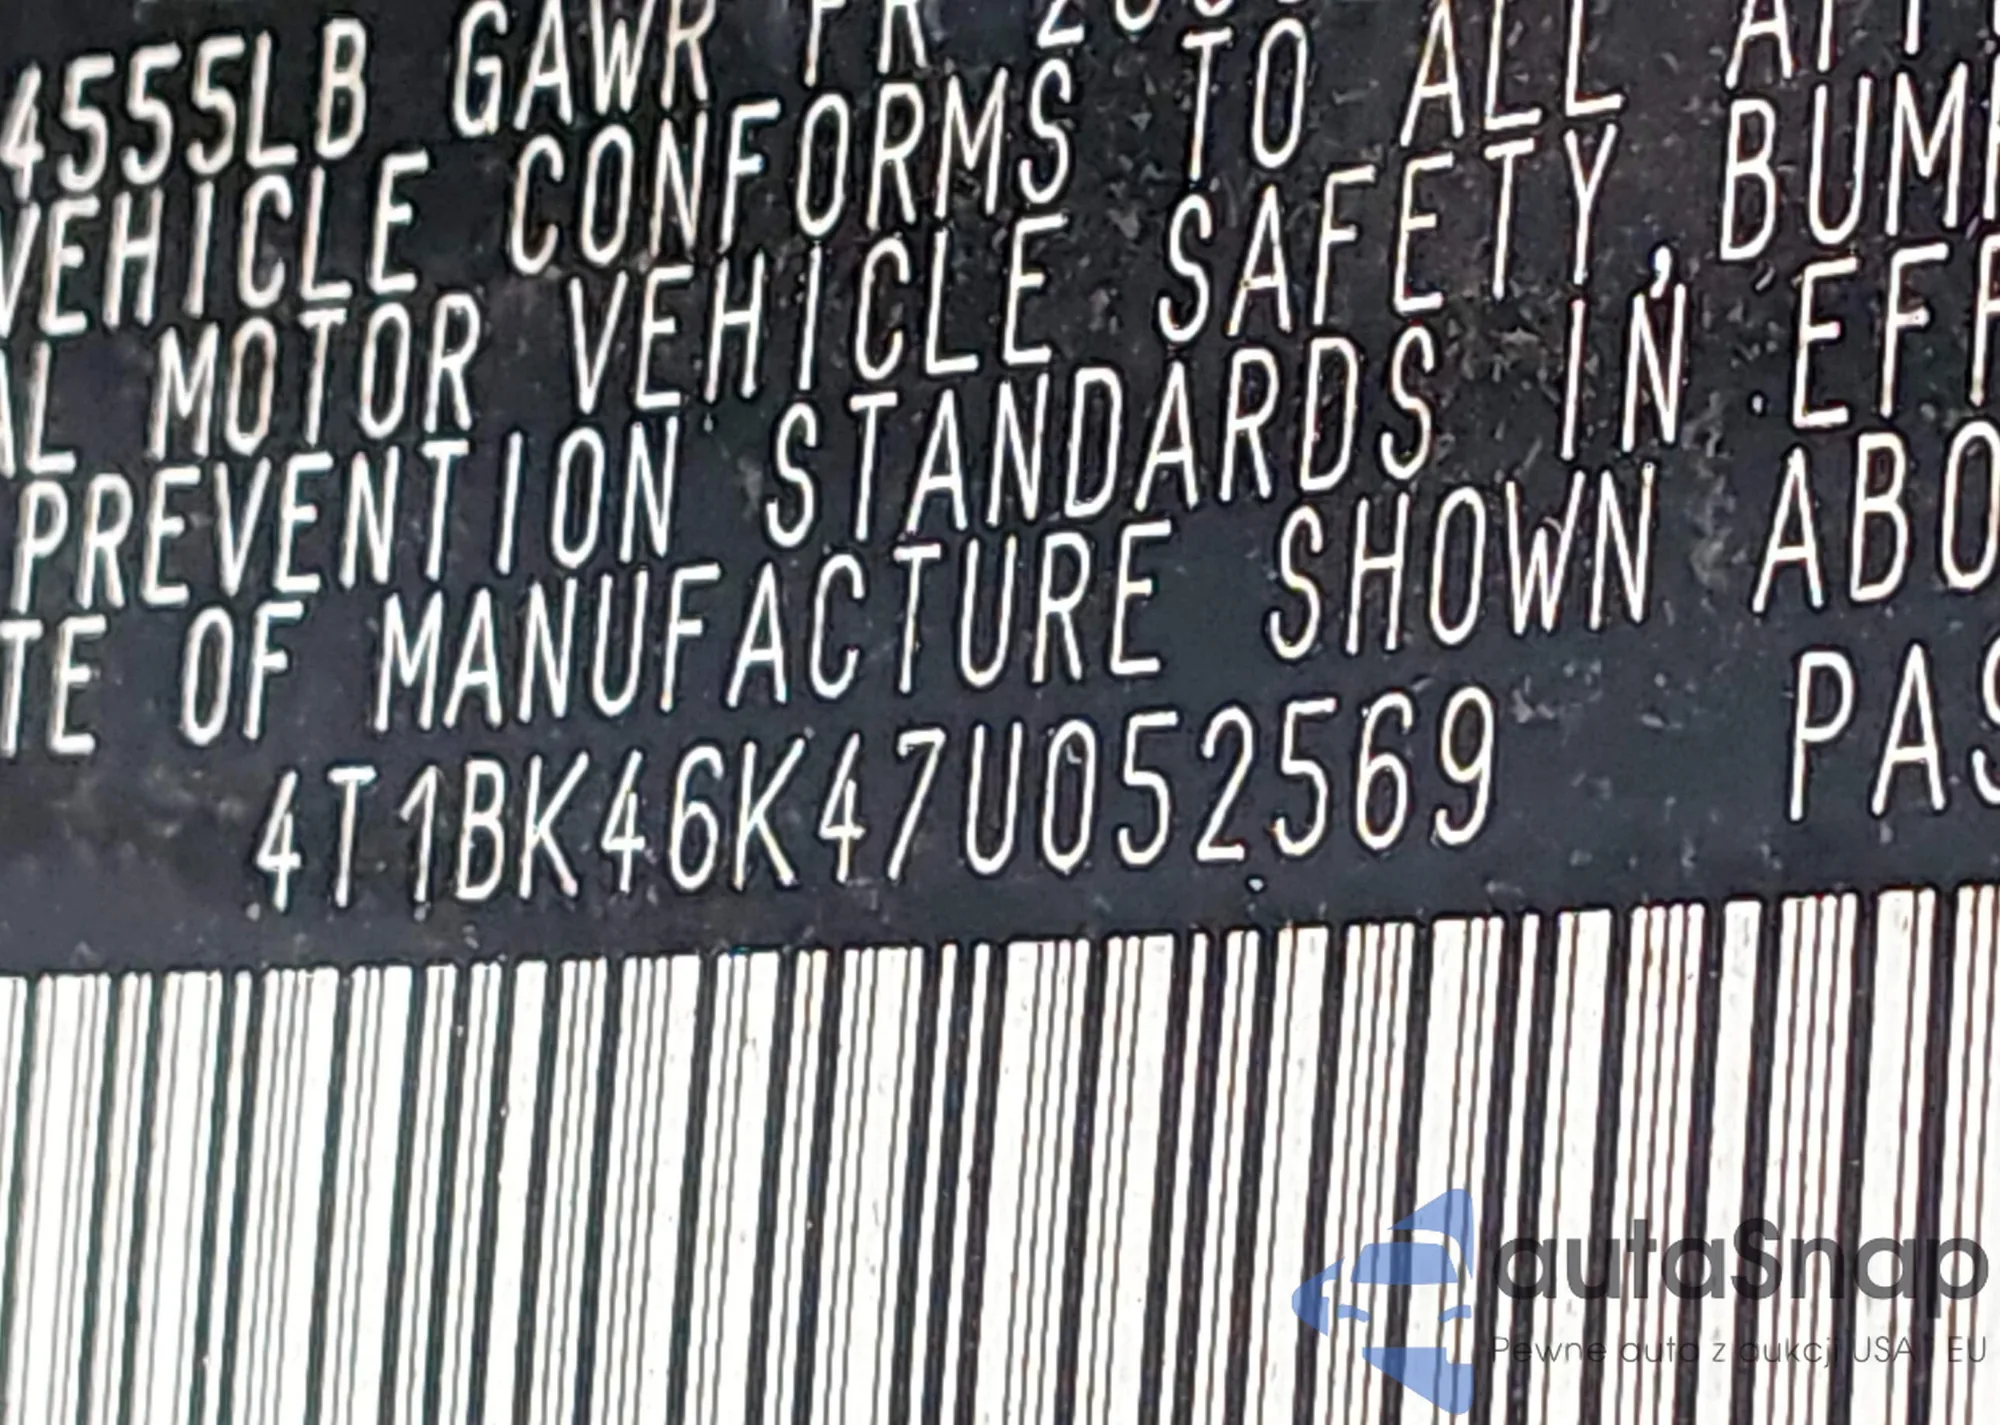 4555LB GAWR FR
VEHICLE CONFORMS TO ALL
MOTOR VEHICLE SAFETY, BUM
PREVENTION STANDARDS IN EFF
TE OF MANUFACTURE SHOWN ABO
4T1BK46K47U052569 PAS
autaSnap
Pewne auta z aukcji USA i EU